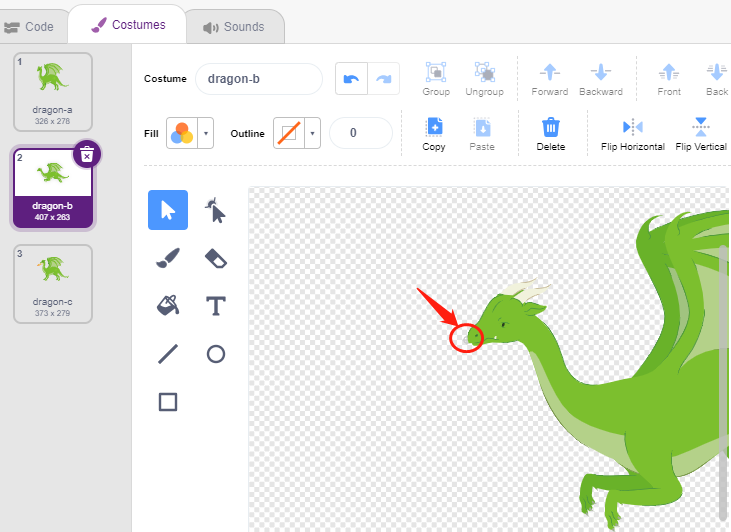 Code Costumes Sounds
1
dragon-a
326 x 278
2
dragon-b
407 x 263
3
dragon-c
373 x 279
Costume dragon-b
Group Ungroup Forward Backward Front Back
Fill Outline 0
Copy Paste Delete Flip Horizontal Flip Vertical
T